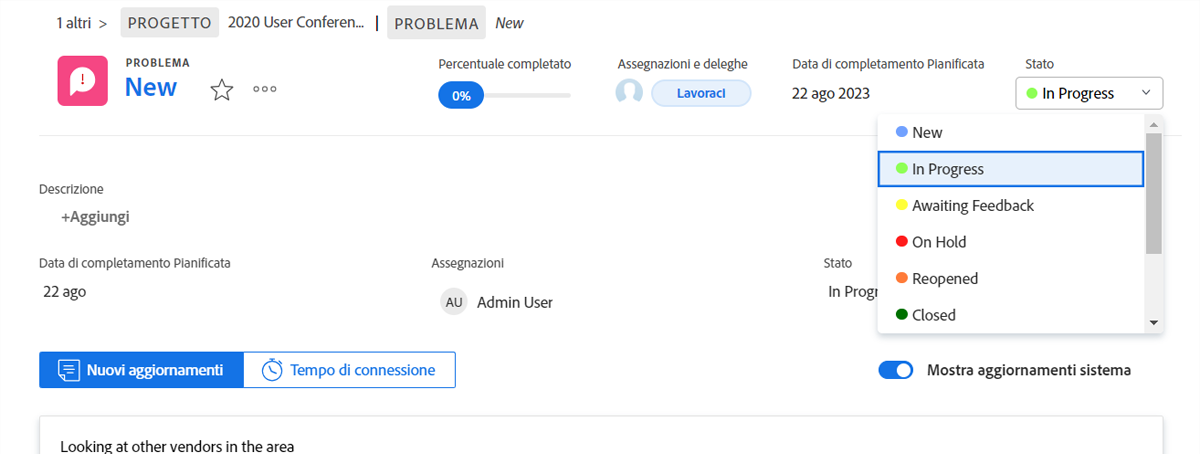 1 altri > PROGETTO 2020 User Conferen... | PROBLEMA New
PROBLEMA
New
Percentuale completato
0%
Assegnazioni e deleghe
Lavoraci
Data di completamento Pianificata
22 ago 2023
Stato
In Progress
New
In Progress
Awaiting Feedback
On Hold
Reopened
Closed
Descrizione
+Aggiungi
Data di completamento Pianificata
22 ago
Assegnazioni
AU Admin User
Stato
In Progr
Nuovi aggiornamenti
Tempo di connessione
Mostra aggiornamenti sistema
Looking at other vendors in the area